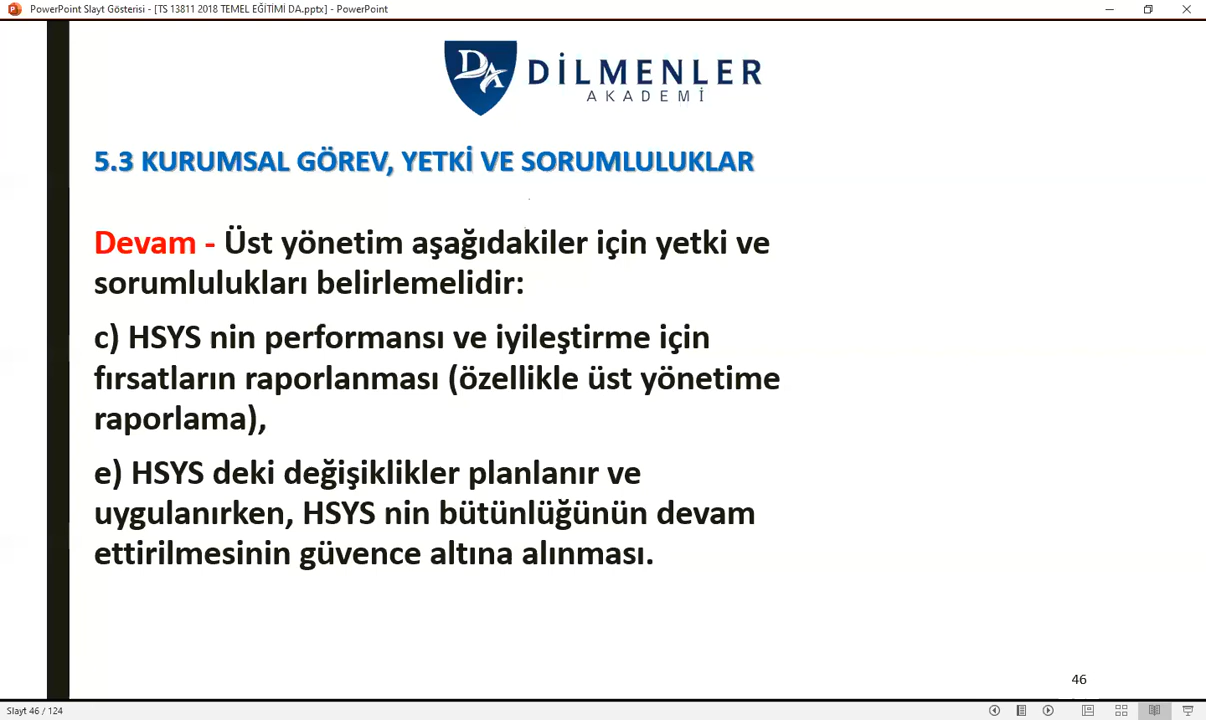 PowerPoint Slayt Gösterisi - [TS 13811 2018 TEMEL EĞİTİMİ DA.pptx] - PowerPoint
DA DİLMENLER
AKADEMİ
5.3 KURUMSAL GÖREV, YETKİ VE SORUMLULUKLAR
Devam - Üst yönetim aşağıdakiler için yetki ve
sorumlulukları belirlemelidir:
c) HSYS nin performansı ve iyileştirme için
fırsatların raporlanması (özellikle üst yönetime
raporlama),
e) HSYS deki değişiklikler planlanır ve
uygulanırken, HSYS nin bütünlüğünün devam
ettirilmesinin güvence altına alınması.
46
Slayt 46 / 124